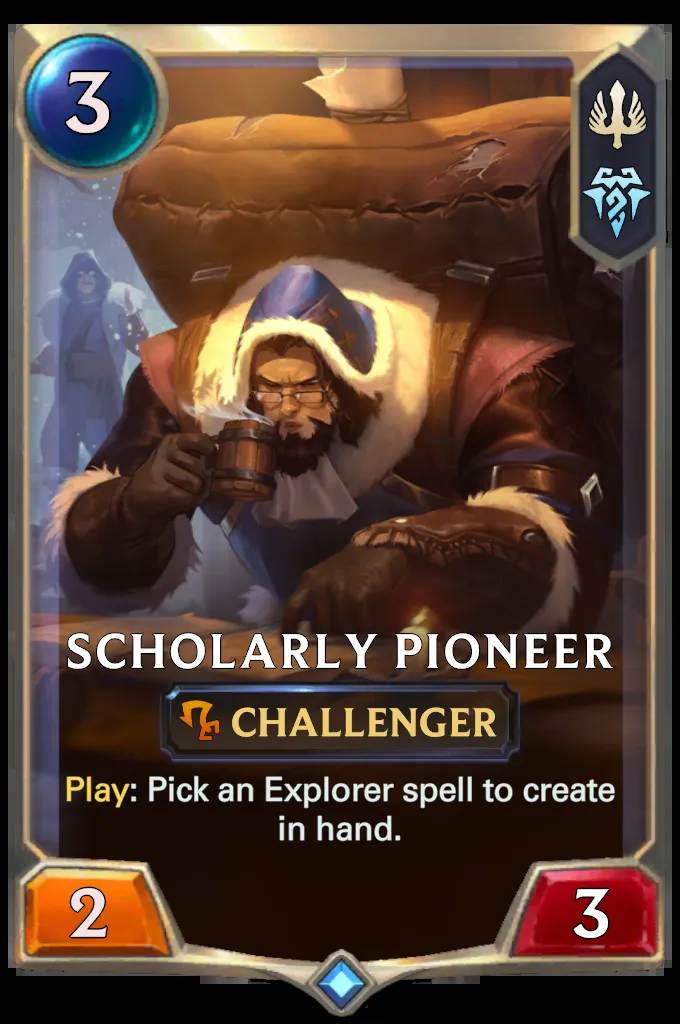 3
SCHOLARLY PIONEER
CHALLENGER
Play: Pick an Explorer spell to create
in hand.
2
3